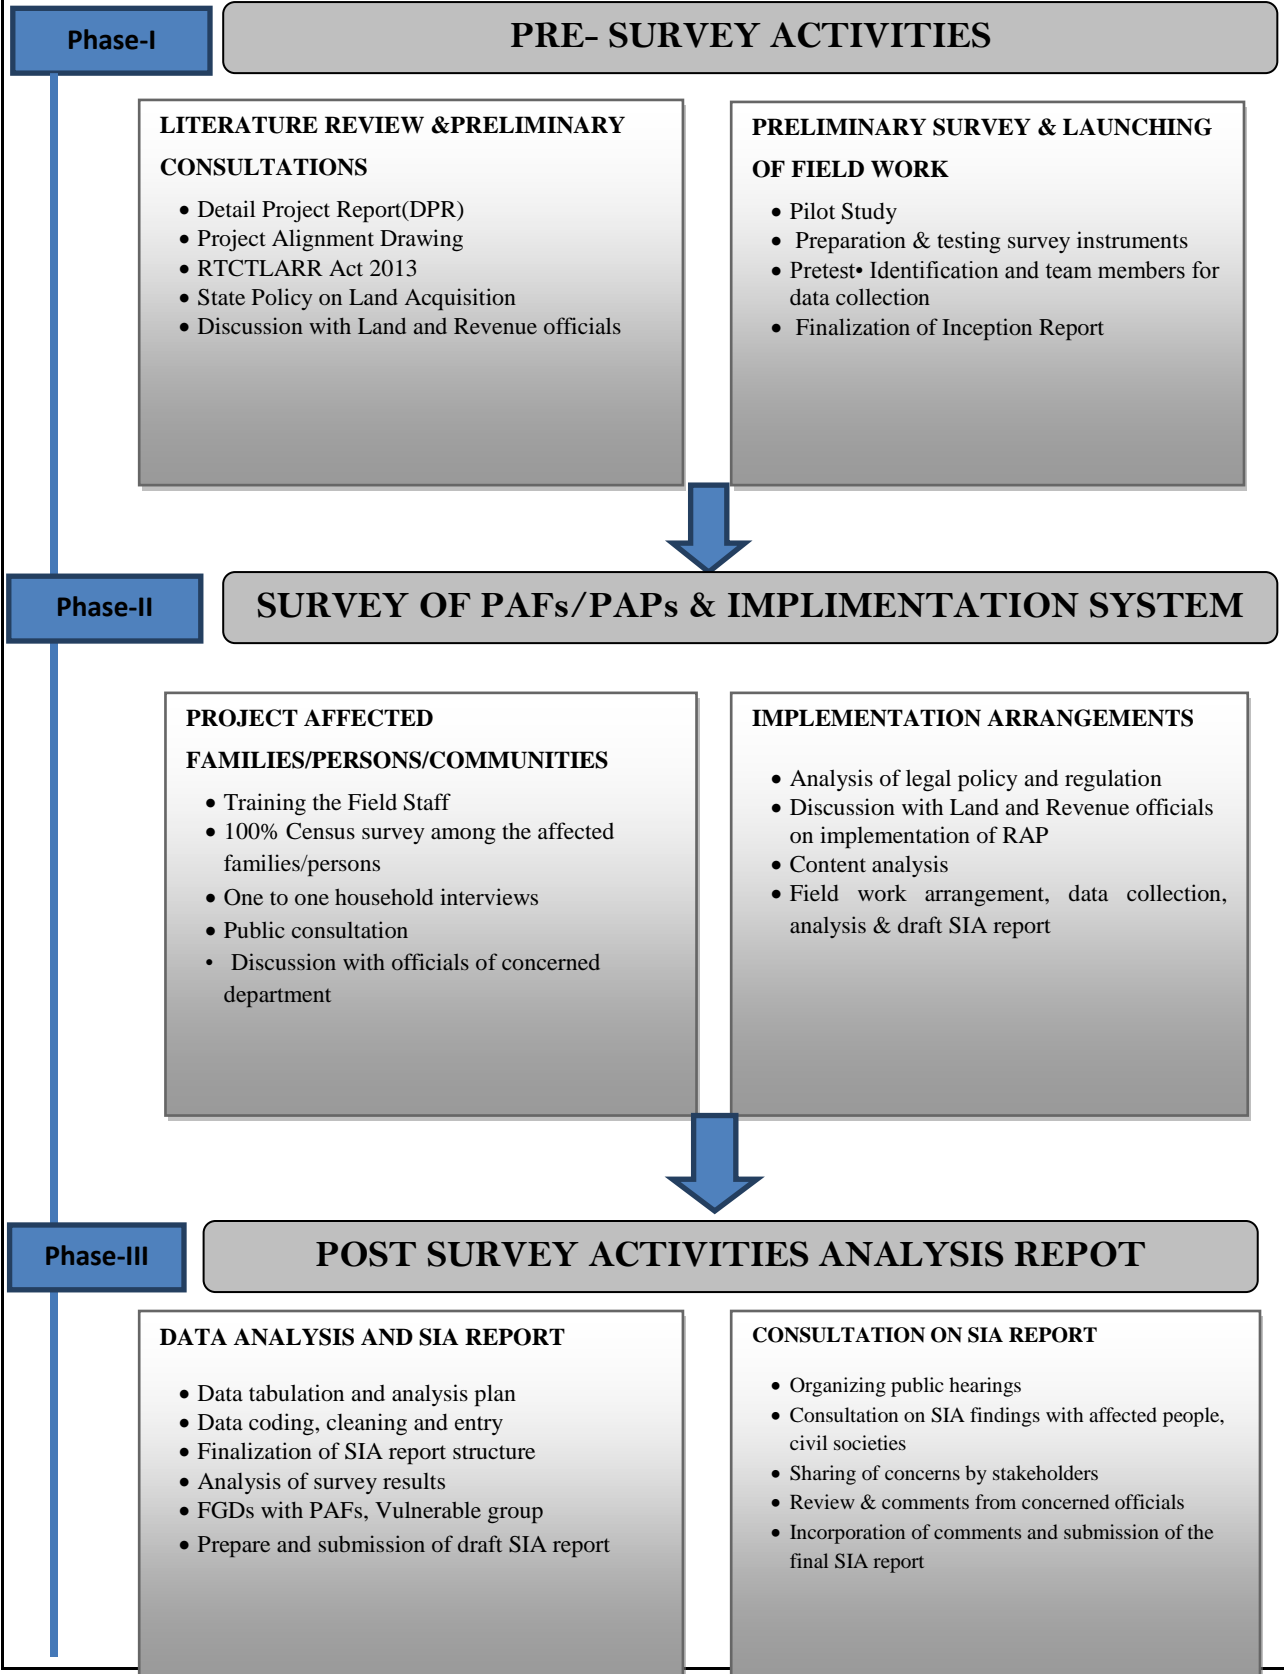 Phase-I
PRE- SURVEY ACTIVITIES
LITERATURE REVIEW &PRELIMINARY
CONSULTATIONS
• Detail Project Report(DPR)
• Project Alignment Drawing
• RTCTLARR Act 2013
• State Policy on Land Acquisition
• Discussion with Land and Revenue officials
PRELIMINARY SURVEY & LAUNCHING
OF FIELD WORK
• Pilot Study
• Preparation & testing survey instruments
• Pretest• Identification and team members for
data collection
• Finalization of Inception Report
Phase-II
SURVEY OF PAFs/PAPs & IMPLIMENTATION SYSTEM
PROJECT AFFECTED
FAMILIES/PERSONS/COMMUNITIES
• Training the Field Staff
• 100% Census survey among the affected
families/persons
• One to one household interviews
• Public consultation
• Discussion with officials of concerned
department
IMPLEMENTATION ARRANGEMENTS
• Analysis of legal policy and regulation
• Discussion with Land and Revenue officials
on implementation of RAP
• Content analysis
• Field work arrangement, data collection,
analysis & draft SIA report
Phase-III
POST SURVEY ACTIVITIES ANALYSIS REPOT
DATA ANALYSIS AND SIA REPORT
• Data tabulation and analysis plan
• Data coding, cleaning and entry
• Finalization of SIA report structure
• Analysis of survey results
• FGDs with PAFs, Vulnerable group
• Prepare and submission of draft SIA report
CONSULTATION ON SIA REPORT
• Organizing public hearings
• Consultation on SIA findings with affected people,
civil societies
• Sharing of concerns by stakeholders
• Review & comments from concerned officials
• Incorporation of comments and submission of the
final SIA report